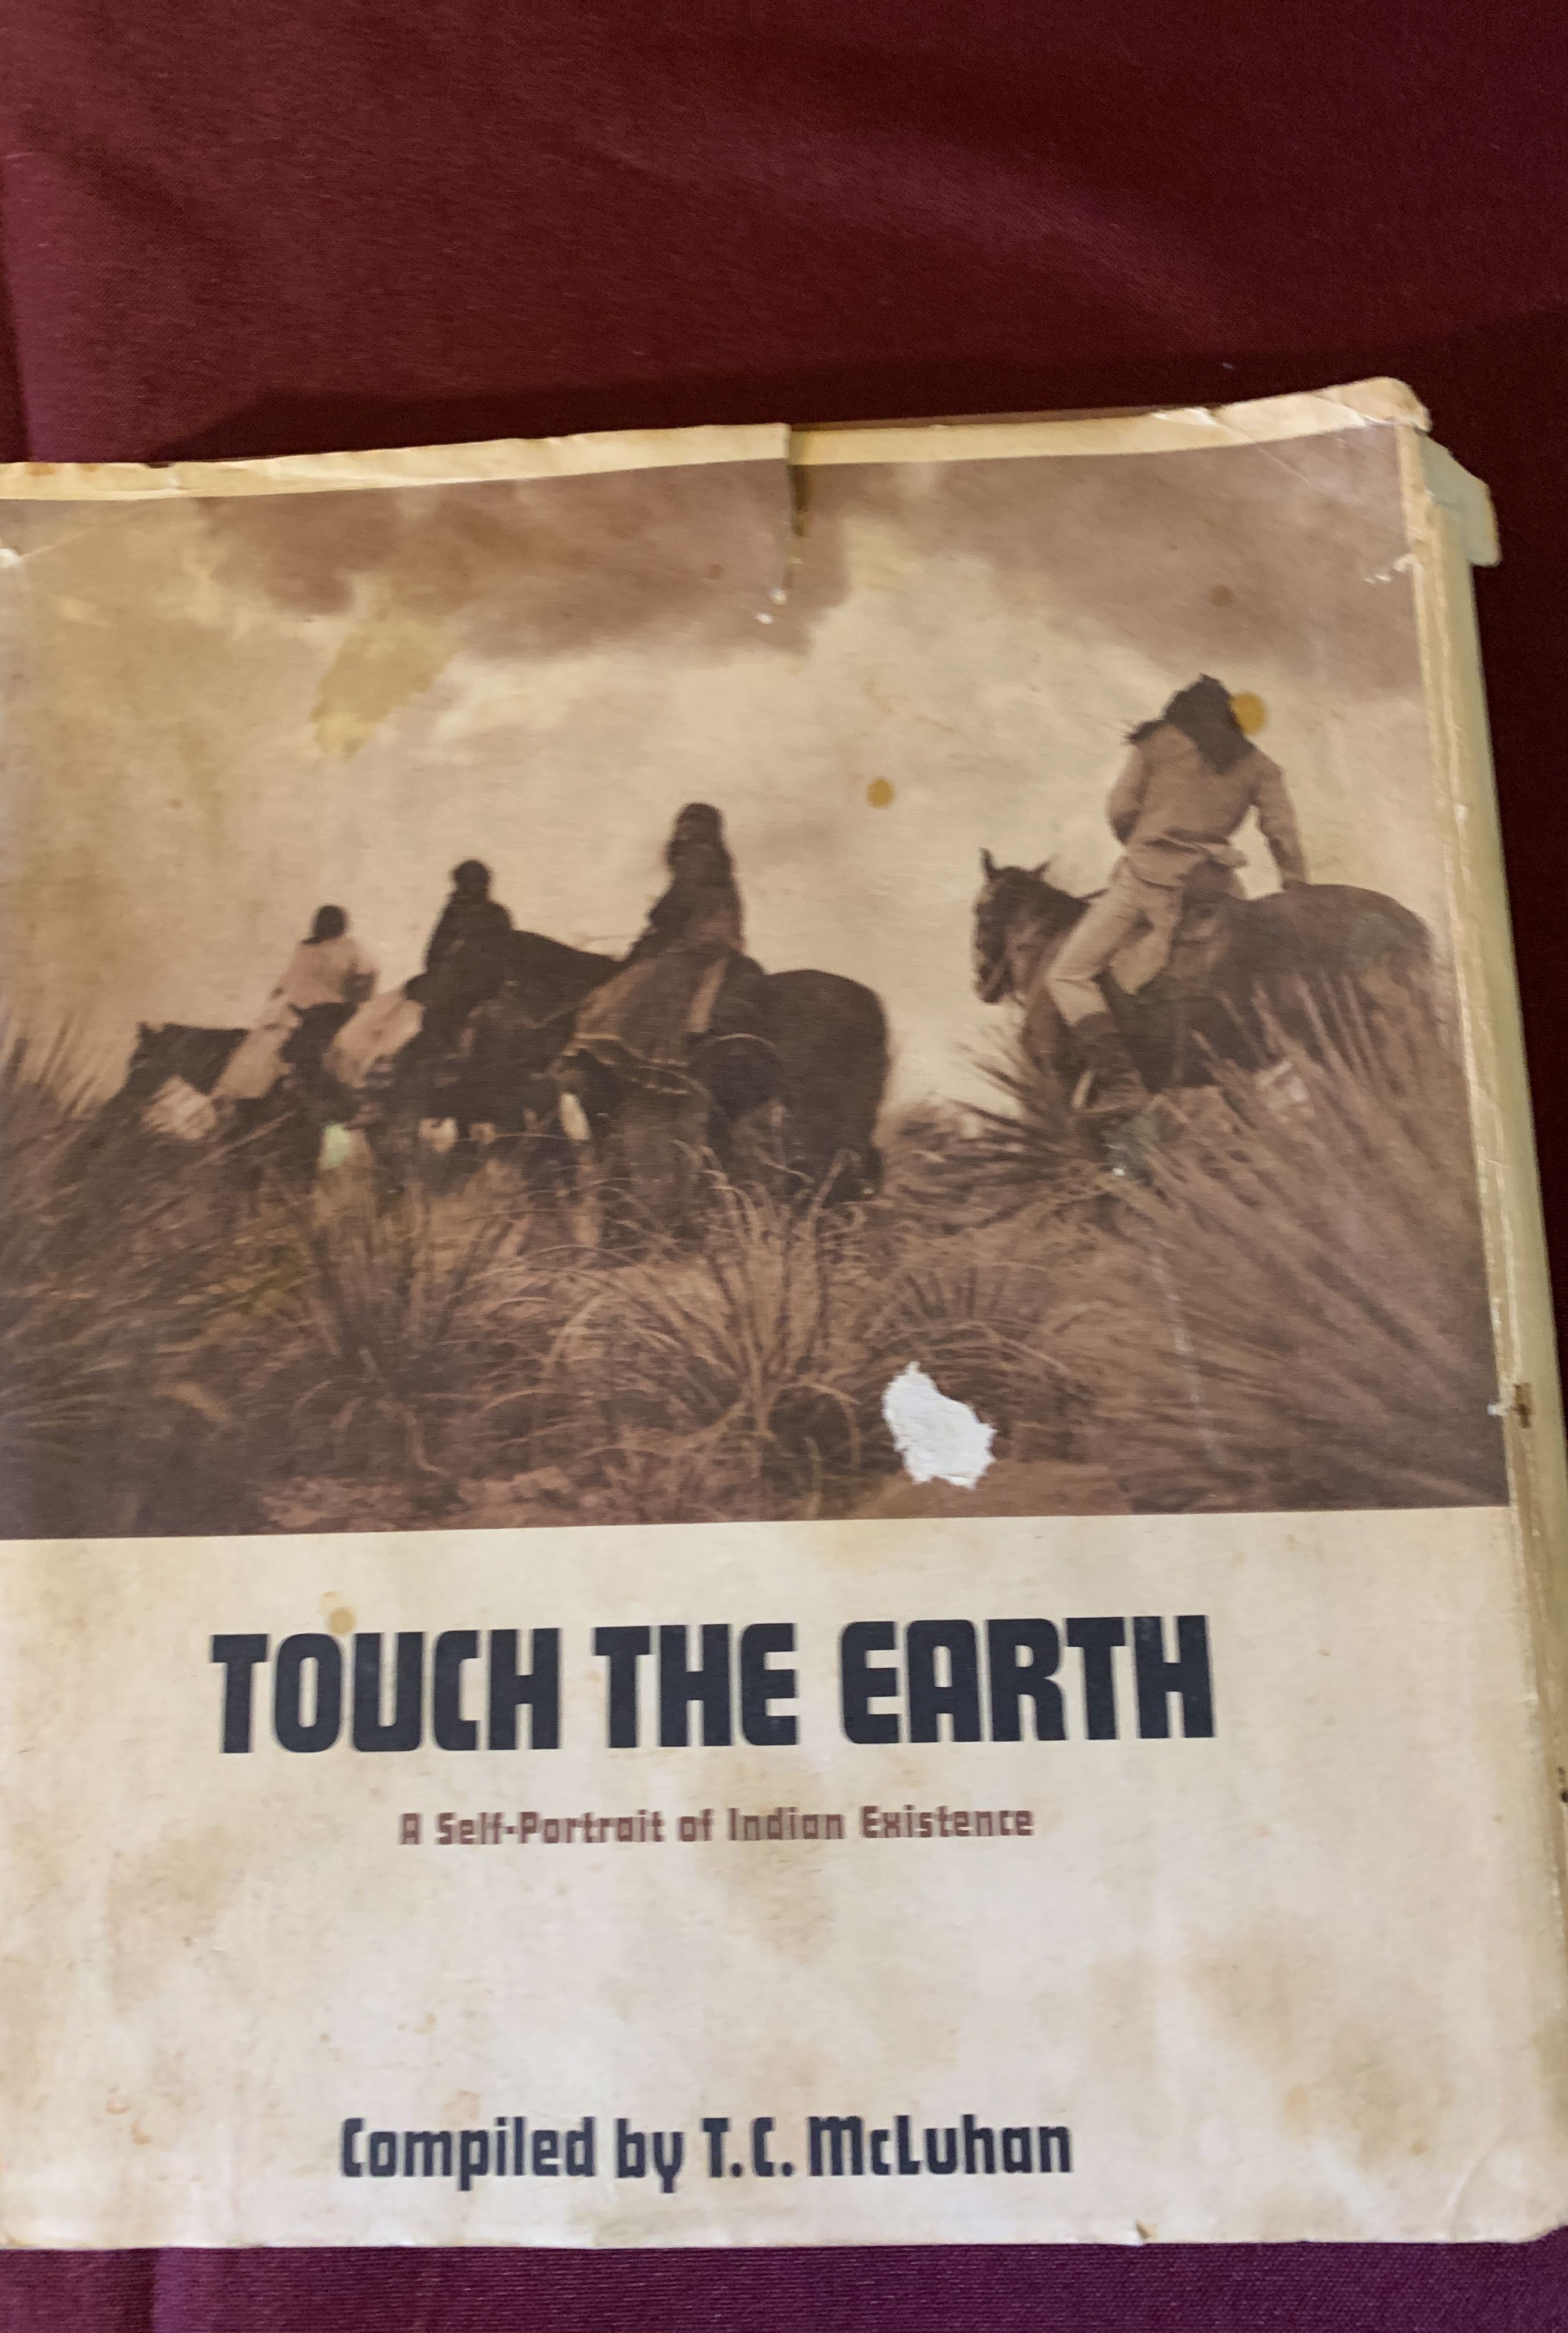 TOUCH THE EARTH
A Self-Portrait of Indian Existence
Compiled by T.C. McLuhan